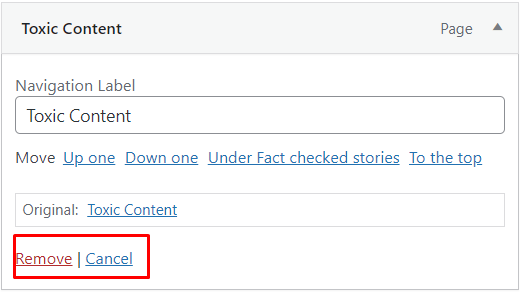 Toxic Content Page
Navigation Label
Toxic Content
Move Up one Down one Under Fact checked stories To the top
Original: Toxic Content
Remove | Cancel